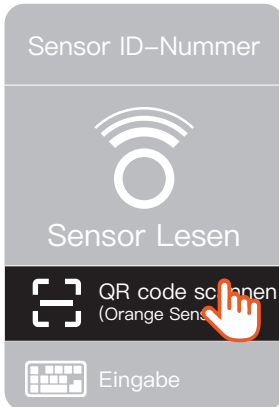 Sensor ID-Nummer
Sensor Lesen
QR code
(Orange
Eingabe